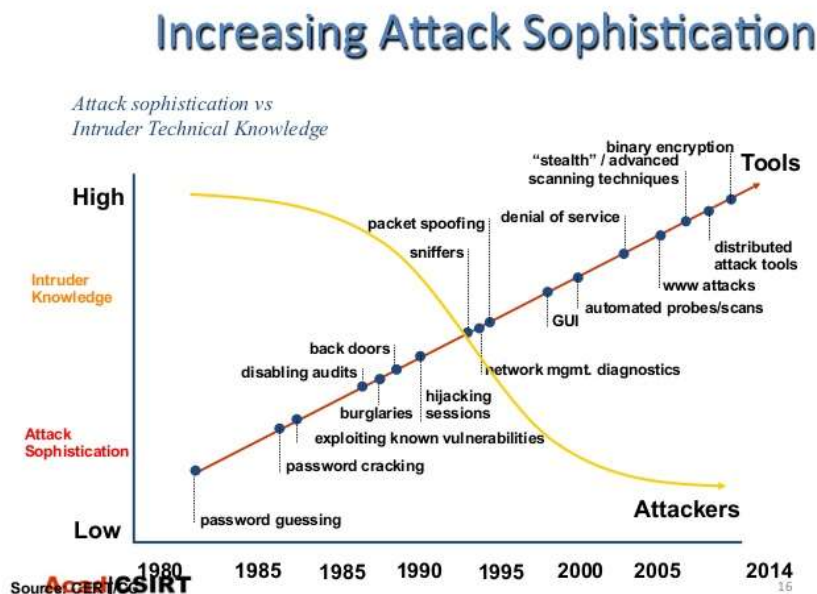 Increasing Attack Sophistication
Attack sophistication vs
Intruder Technical Knowledge
binary encryption
"stealth" / advanced
scanning techniques
Tools
High
packet spoofing
denial of service
sniffers
distributed
attack tools
Intruder
Knowledge
www attacks
automated probes/scans
GUI
back doors
disabling audits
network mgmt. diagnostics
hijacking
sessions
burglaries
Attack
Sophistication
exploiting known vulnerabilities
password cracking
Attackers
password guessing
Low
1980 1985 1985 1990 1995 2000 2005 2014
Source: CERT/CC
CSIRT
16